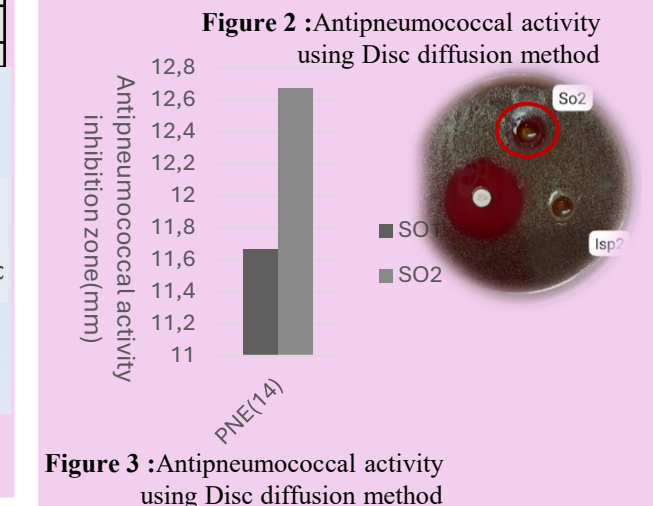 Figure 2 :Antipneumococcal activity
using Disc diffusion method
Antipneumococcal activity
inhibition zone(mm)
12,8
12,6
12,4
12,2
12
11,8
11,6
11,4
11,2
11
PNE(14)
SO1
SO2
So2
Isp2
Figure 3 :Antipneumococcal activity
using Disc diffusion method